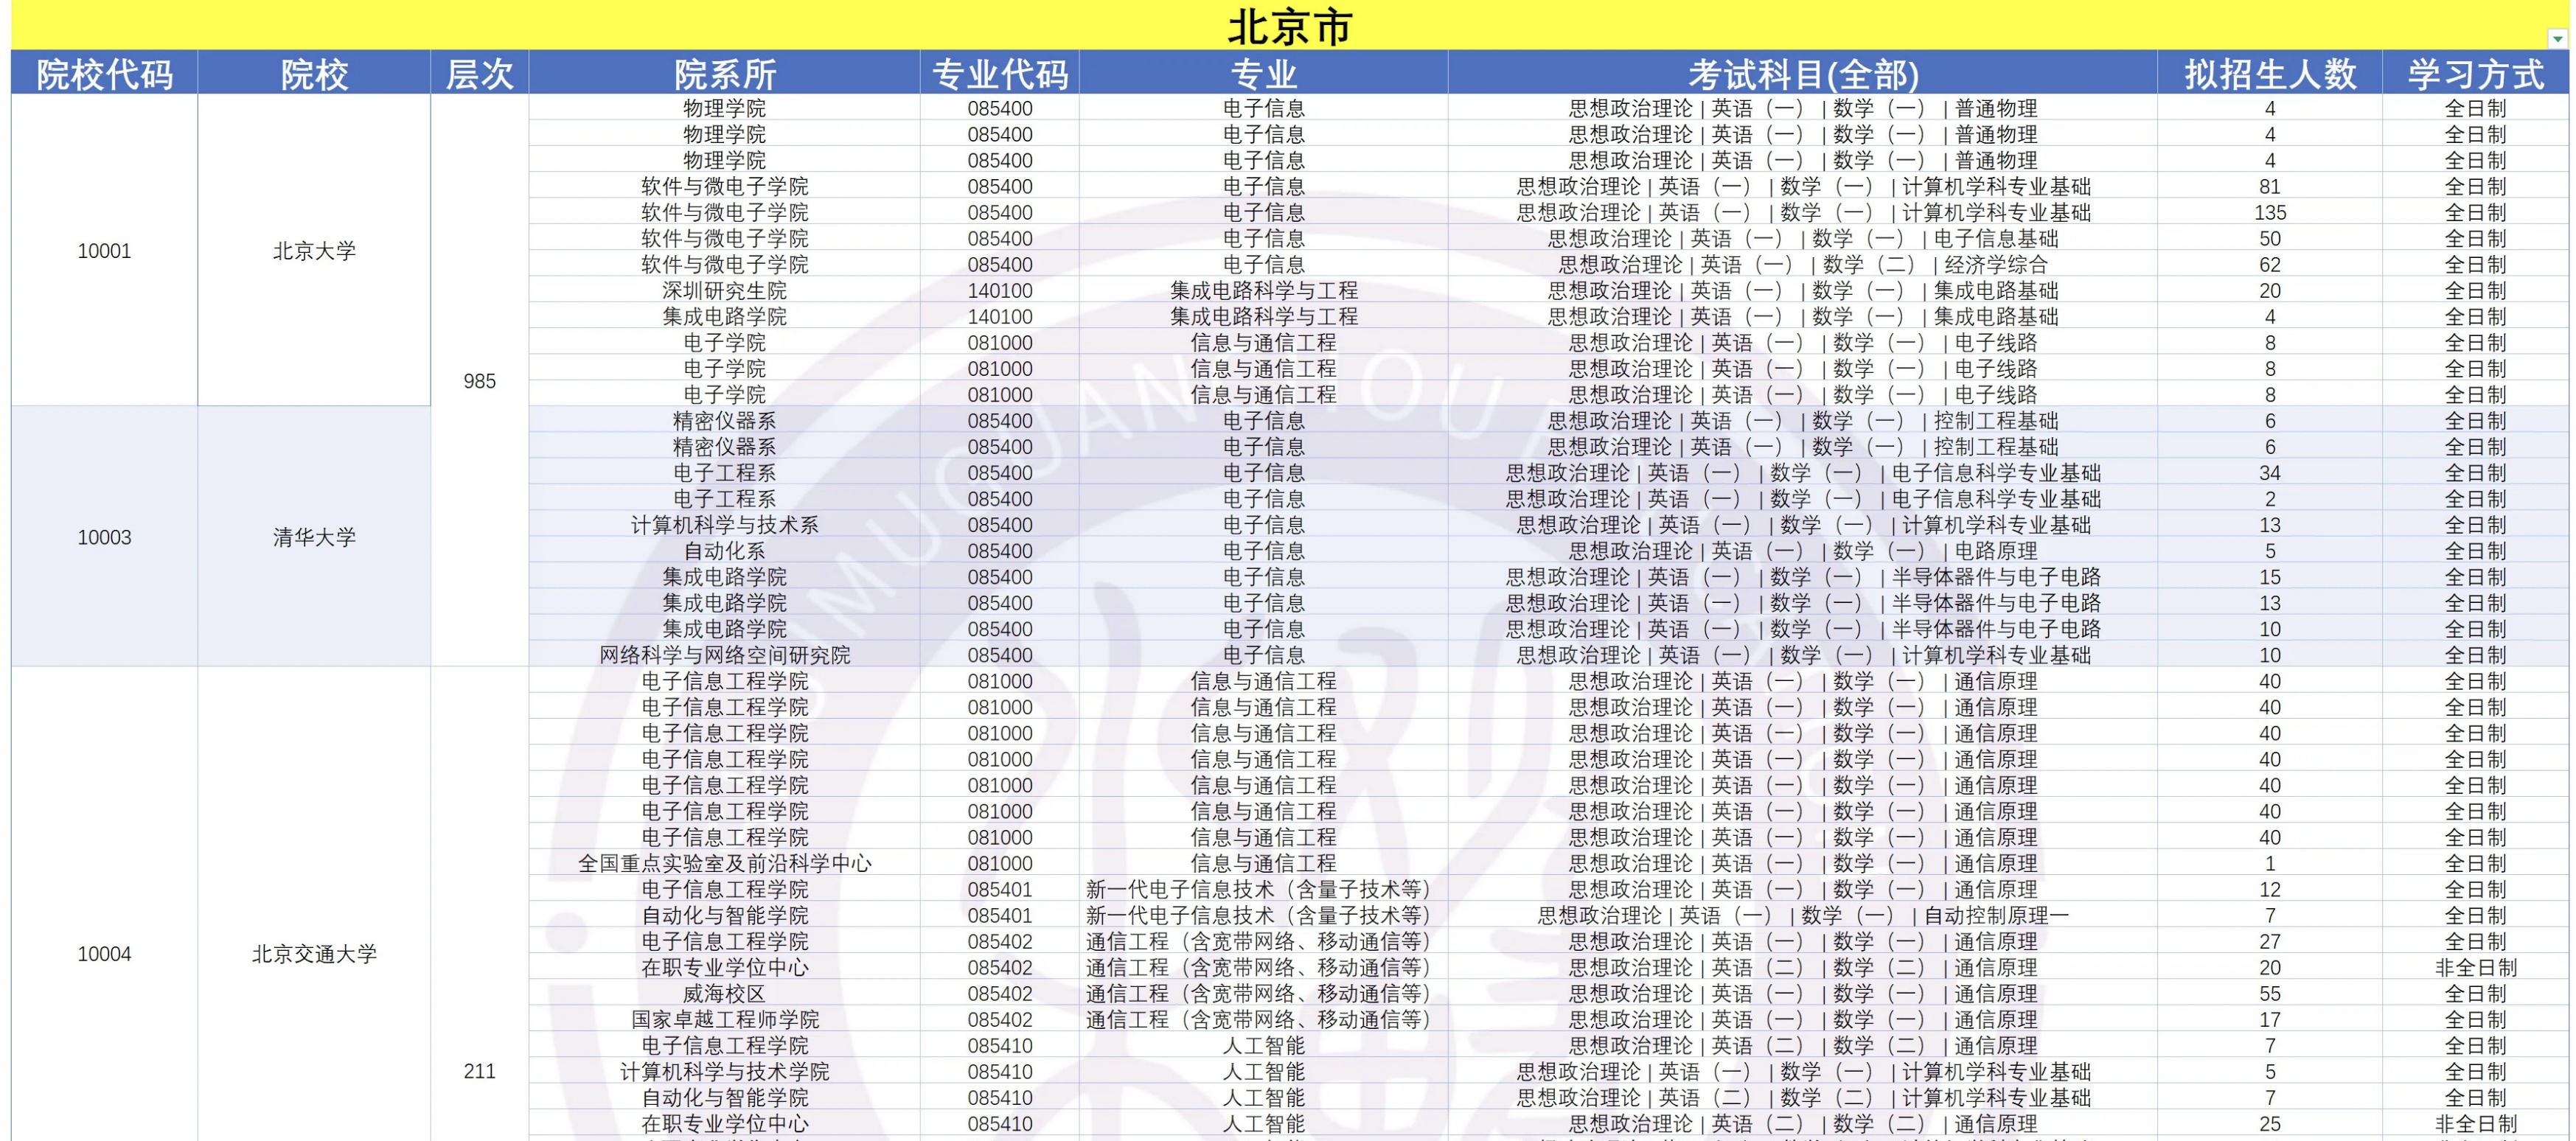 北京市
院校代码 院校 层次 院系所 专业代码 专业 考试科目(全部) 拟招生人数 学习方式
物理学院 085400 电子信息 思想政治理论 | 英语（一） | 数学（一） | 普通物理 4 全日制
物理学院 085400 电子信息 思想政治理论 | 英语（一） | 数学（一） | 普通物理 4 全日制
物理学院 085400 电子信息 思想政治理论 | 英语（一） | 数学（一） | 普通物理 4 全日制
软件与微电子学院 085400 电子信息 思想政治理论 | 英语（一） | 数学（一） | 计算机学科专业基础 81 全日制
软件与微电子学院 085400 电子信息 思想政治理论 | 英语（一） | 数学（一） | 计算机学科专业基础 135 全日制
10001 北京大学 软件与微电子学院 085400 电子信息 思想政治理论 | 英语（一） | 数学（一） | 电子信息基础 50 全日制
软件与微电子学院 085400 电子信息 思想政治理论 | 英语（一） | 数学（二） | 经济学综合 62 全日制
深圳研究生院 140100 集成电路科学与工程 思想政治理论 | 英语（一） | 数学（一） | 集成电路基础 20 全日制
集成电路学院 140100 集成电路科学与工程 思想政治理论 | 英语（一） | 数学（一） | 集成电路基础 4 全日制
电子学院 081000 信息与通信工程 思想政治理论 | 英语（一） | 数学（一） | 电子线路 8 全日制
985 电子学院 081000 信息与通信工程 思想政治理论 | 英语（一） | 数学（一） | 电子线路 8 全日制
电子学院 081000 信息与通信工程 思想政治理论 | 英语（一） | 数学（一） | 电子线路 8 全日制
精密仪器系 085400 电子信息 思想政治理论 | 英语（一） | 数学（一） | 控制工程基础 6 全日制
精密仪器系 085400 电子信息 思想政治理论 | 英语（一） | 数学（一） | 控制工程基础 6 全日制
电子工程系 085400 电子信息 思想政治理论 | 英语（一） | 数学（一） | 电子信息科学专业基础 34 全日制
电子工程系 085400 电子信息 思想政治理论 | 英语（一） | 数学（一） | 电子信息科学专业基础 2 全日制
10003 清华大学 计算机科学与技术系 085400 电子信息 思想政治理论 | 英语（一） | 数学（一） | 计算机学科专业基础 13 全日制
自动化系 085400 电子信息 思想政治理论 | 英语（一） | 数学（一） | 电路原理 5 全日制
集成电路学院 085400 电子信息 思想政治理论 | 英语（一） | 数学（一） | 半导体器件与电子电路 15 全日制
集成电路学院 085400 电子信息 思想政治理论 | 英语（一） | 数学（一） | 半导体器件与电子电路 13 全日制
集成电路学院 085400 电子信息 思想政治理论 | 英语（一） | 数学（一） | 半导体器件与电子电路 10 全日制
网络科学与网络空间研究院 085400 电子信息 思想政治理论 | 英语（一） | 数学（一） | 计算机学科专业基础 10 全日制
电子信息工程学院 081000 信息与通信工程 思想政治理论 | 英语（一） | 数学（一） | 通信原理 40 全日制
电子信息工程学院 081000 信息与通信工程 思想政治理论 | 英语（一） | 数学（一） | 通信原理 40 全日制
电子信息工程学院 081000 信息与通信工程 思想政治理论 | 英语（一） | 数学（一） | 通信原理 40 全日制
电子信息工程学院 081000 信息与通信工程 思想政治理论 | 英语（一） | 数学（一） | 通信原理 40 全日制
电子信息工程学院 081000 信息与通信工程 思想政治理论 | 英语（一） | 数学（一） | 通信原理 40 全日制
电子信息工程学院 081000 信息与通信工程 思想政治理论 | 英语（一） | 数学（一） | 通信原理 40 全日制
电子信息工程学院 081000 信息与通信工程 思想政治理论 | 英语（一） | 数学（一） | 通信原理 40 全日制
全国重点实验室及前沿科学中心 081000 信息与通信工程 思想政治理论 | 英语（一） | 数学（一） | 通信原理 1 全日制
电子信息工程学院 085401 新一代电子信息技术（含量子技术等） 思想政治理论 | 英语（一） | 数学（一） | 通信原理 12 全日制
自动化与智能学院 085401 新一代电子信息技术（含量子技术等） 思想政治理论 | 英语（一） | 数学（一） | 自动控制原理一 7 全日制
10004 北京交通大学 电子信息工程学院 085402 通信工程（含宽带网络、移动通信等） 思想政治理论 | 英语（一） | 数学（一） | 通信原理 27 全日制
在职专业学位中心 085402 通信工程（含宽带网络、移动通信等） 思想政治理论 | 英语（二） | 数学（二） | 通信原理 20 非全日制
威海校区 085402 通信工程（含宽带网络、移动通信等） 思想政治理论 | 英语（一） | 数学（一） | 通信原理 55 全日制
国家卓越工程师学院 085402 通信工程（含宽带网络、移动通信等） 思想政治理论 | 英语（一） | 数学（一） | 通信原理 17 全日制
电子信息工程学院 085410 人工智能 思想政治理论 | 英语（二） | 数学（二） | 通信原理 7 全日制
211 计算机科学与技术学院 085410 人工智能 思想政治理论 | 英语（一） | 数学（一） | 计算机学科专业基础 5 全日制
自动化与智能学院 085410 人工智能 思想政治理论 | 英语（二） | 数学（二） | 计算机学科专业基础 7 全日制
在职专业学位中心 085410 人工智能 思想政治理论 | 英语（二） | 数学（二） | 通信原理 25 非全日制